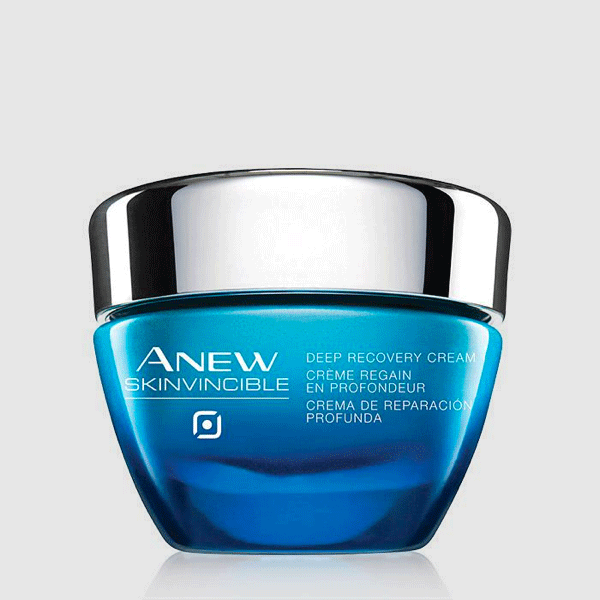 ANEW
SKINVINCIBLE
DEEP RECOVERY CREAM
CRÈME REGAIN
EN PROFONDEUR
CREMA DE REPARACIÓN
PROFUNDA